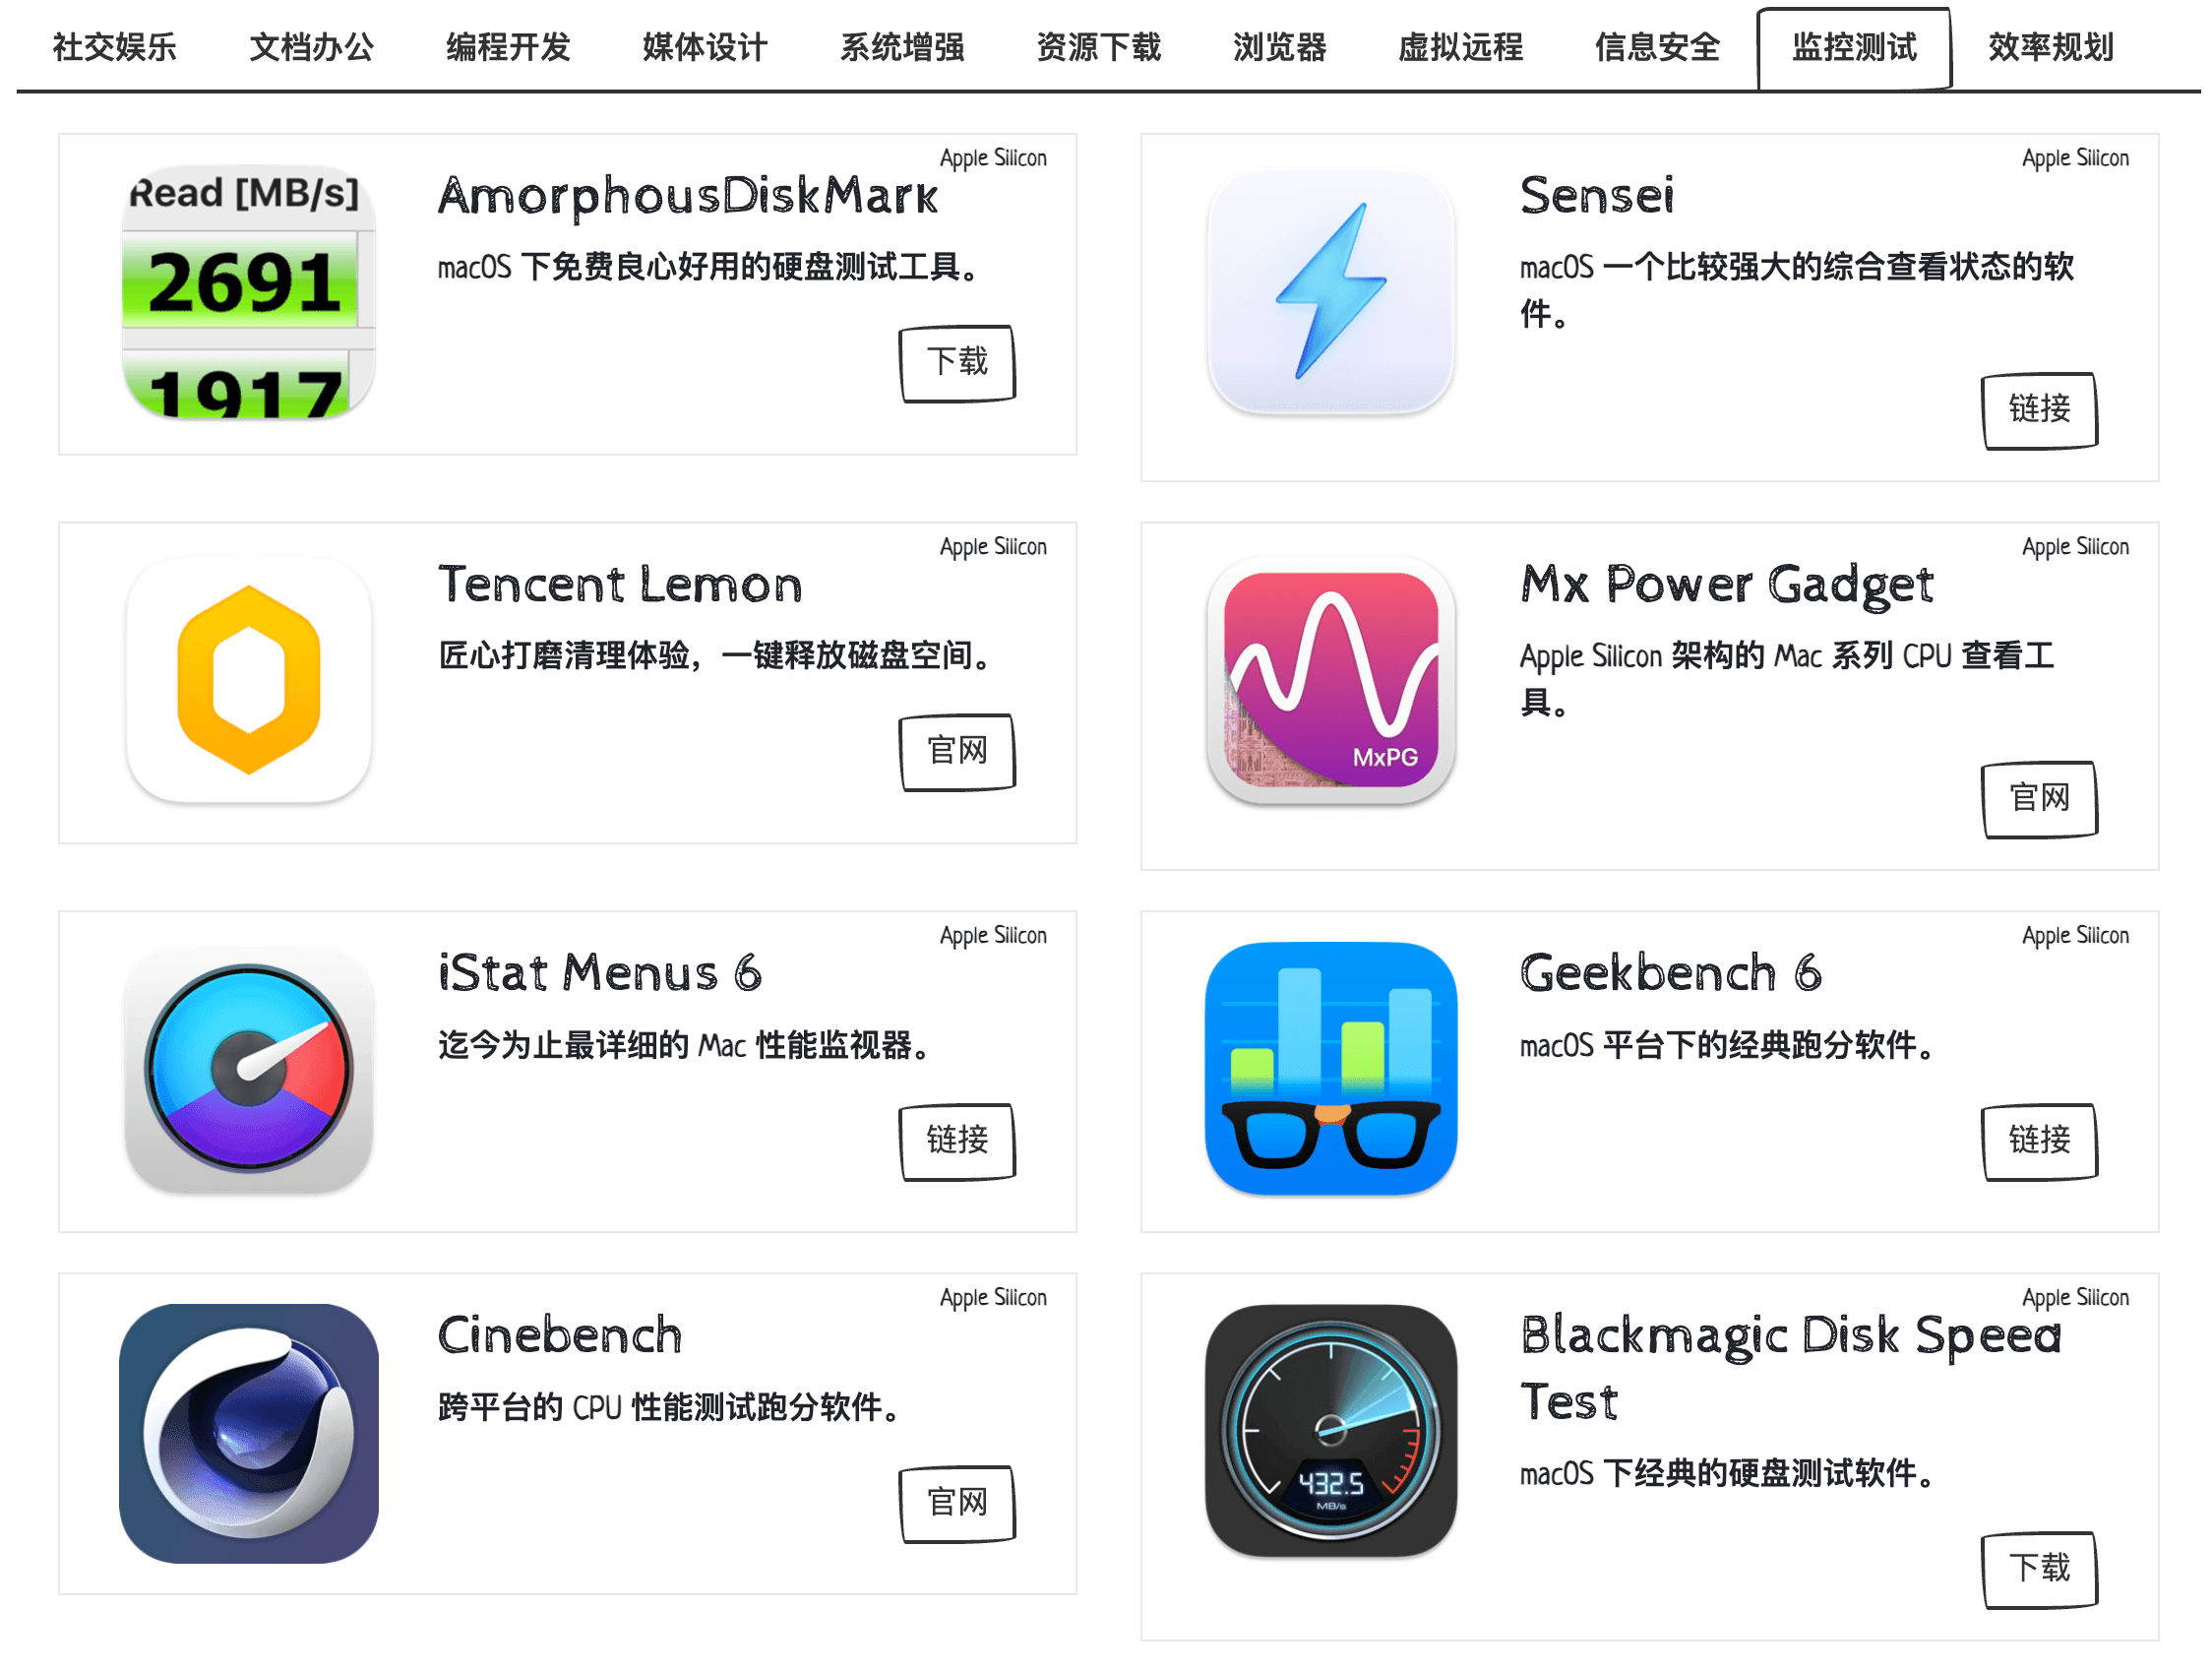 社交娱乐 文档办公 编程开发 媒体设计 系统增强 资源下载 浏览器 虚拟远程 信息安全 监控测试 效率规划
Apple Silicon
Read [MB/s]
2691
1917
AmorphousDiskMark
macOS 下免费良心好用的硬盘测试工具。
下载
Apple Silicon
Sensei
macOS 一个比较强大的综合查看状态的软
件。
链接
Apple Silicon
Tencent Lemon
匠心打磨清理体验，一键释放磁盘空间。
官网
Apple Silicon
Mx Power Gadget
Apple Silicon 架构的 Mac 系列 CPU 查看工
具。
MxPG
官网
Apple Silicon
iStat Menus 6
迄今为止最详细的 Mac 性能监视器。
链接
Apple Silicon
Geekbench 6
macOS 平台下的经典跑分软件。
链接
Apple Silicon
Cinebench
跨平台的 CPU 性能测试跑分软件。
官网
Apple Silicon
Blackmagic Disk Speed
Test
macOS 下经典的硬盘测试软件。
432.5
MB/s
下载